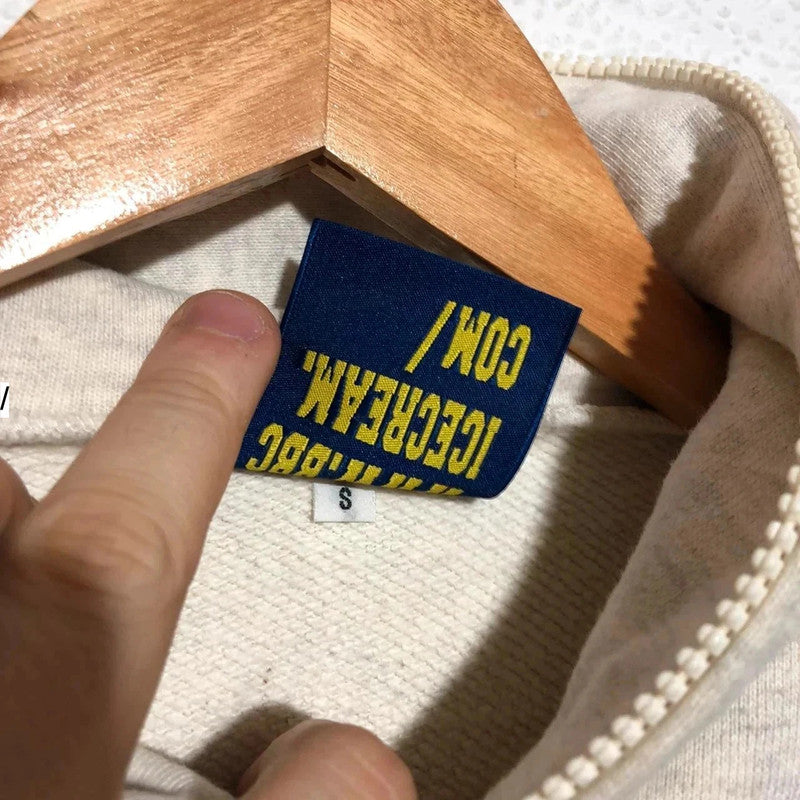 BBC
ICECREAM.
COM/
S
/